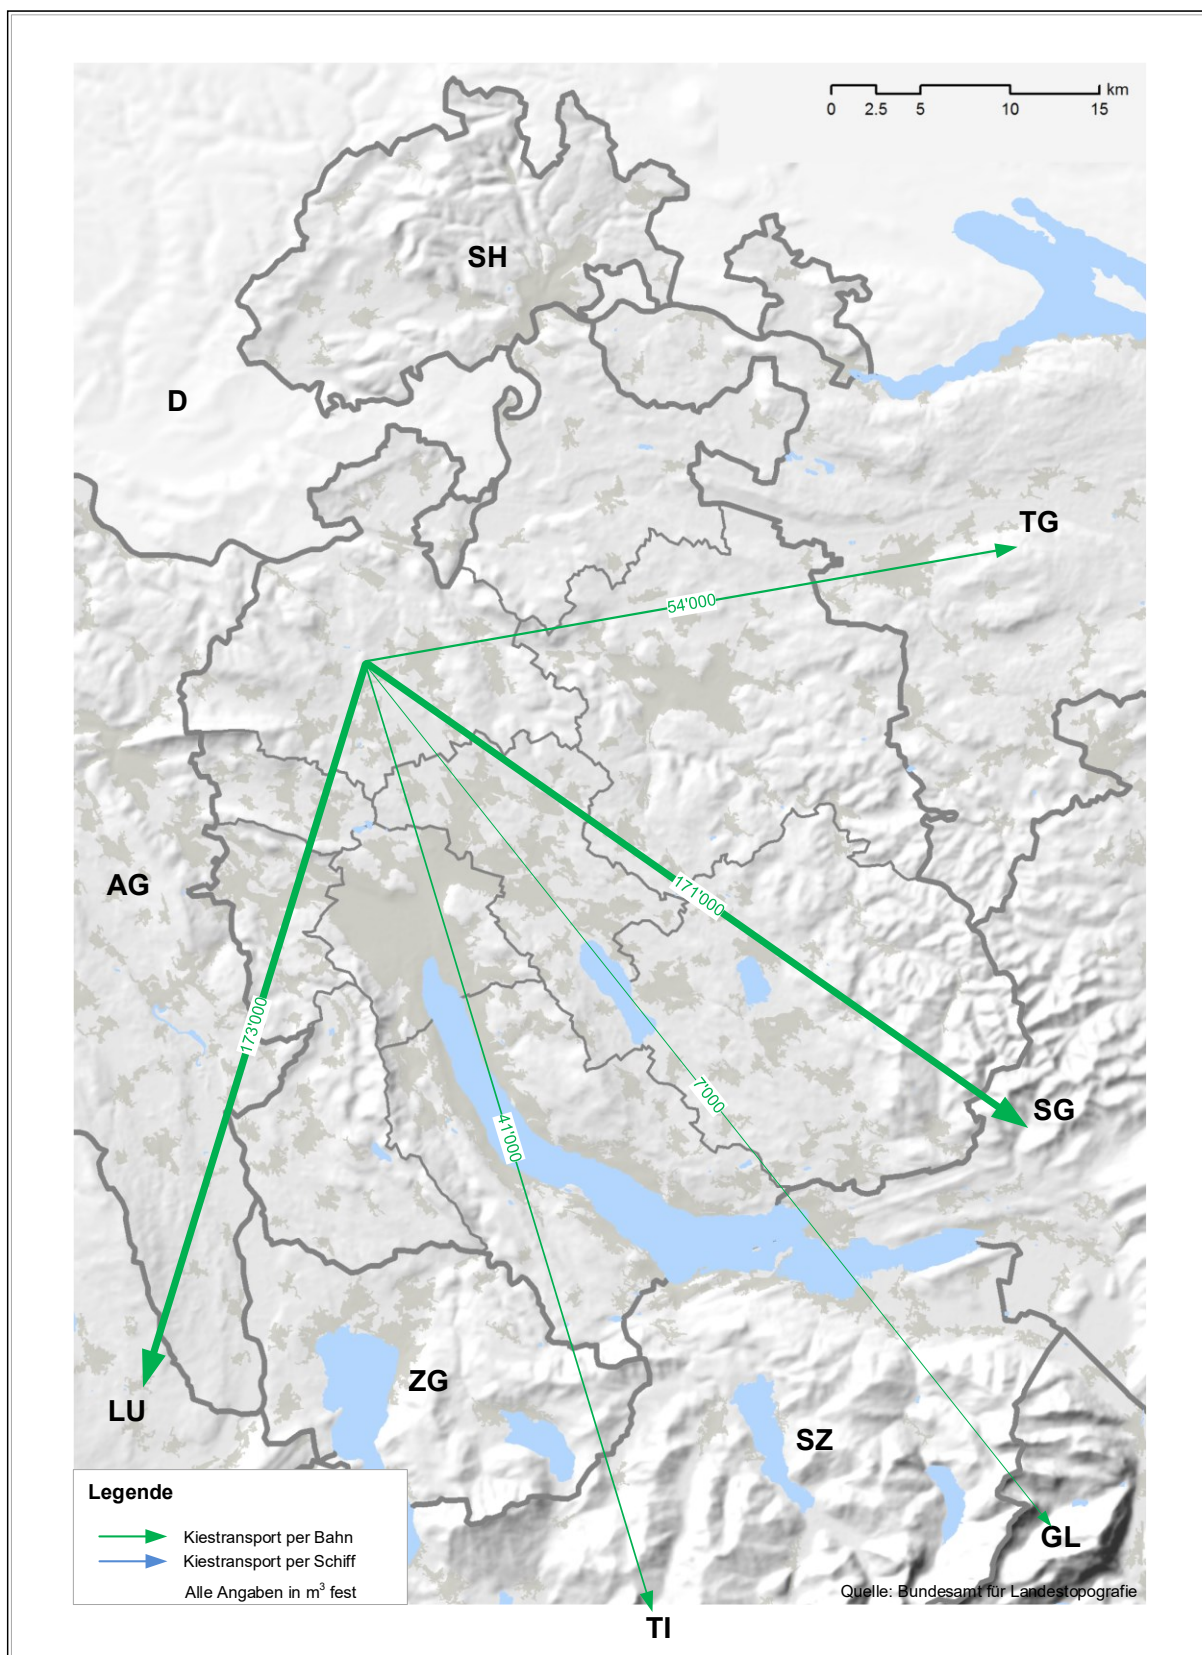 km
0 2.5 5 10 15
SH
D
TG
54'000
AG
171'000
173'000
7'000
SG
41'000
ZG
LU
SZ
Legende
Kiestransport per Bahn
Kiestransport per Schiff
Alle Angaben in m³ fest
GL
Quelle: Bundesamt für Landestopografie
TI